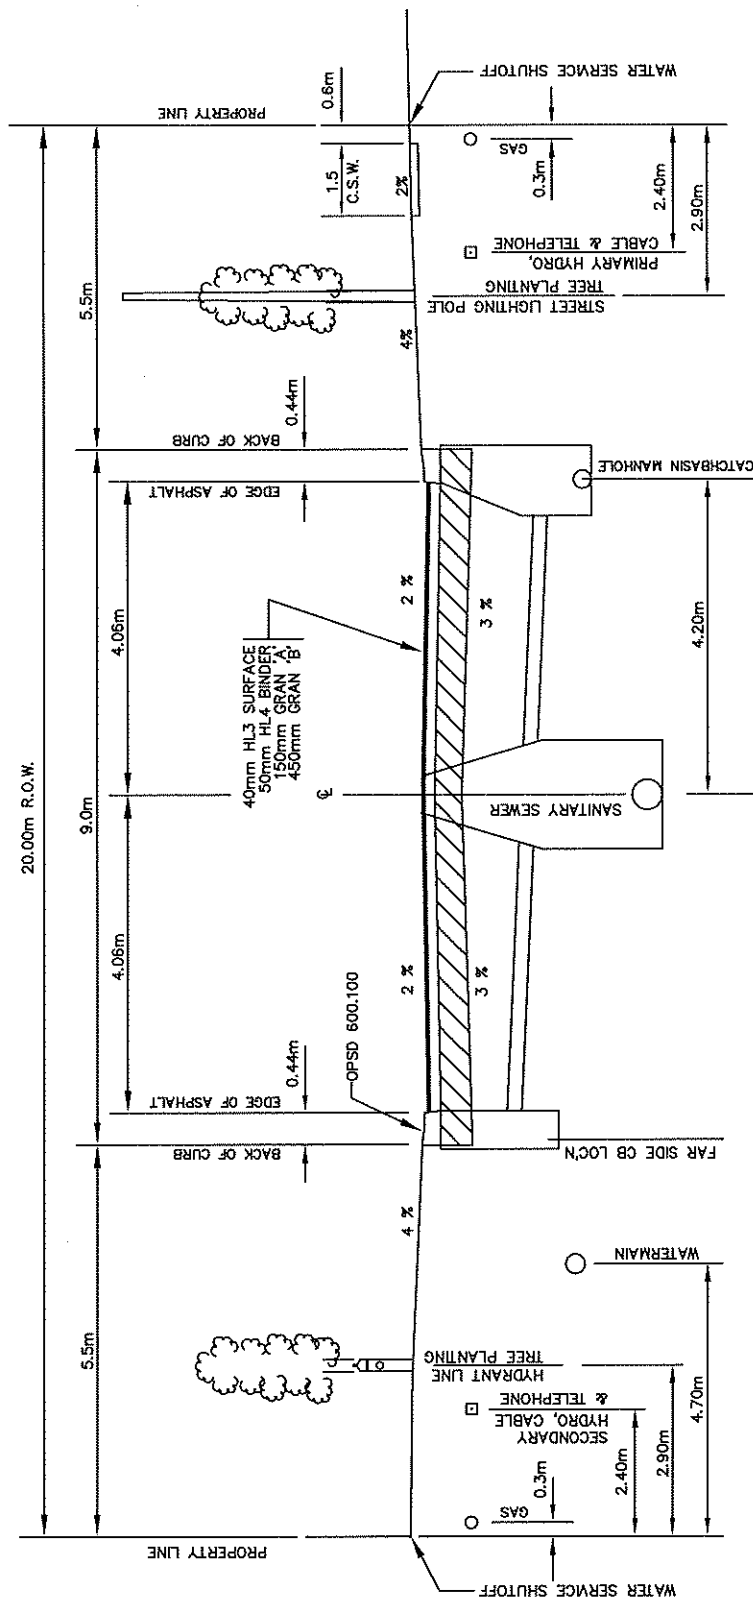 20.00m R.O.W.
5.5m
9.0m
5.5m
4.06m
4.06m
PROPERTY LINE
BACK OF CURB
EDGE OF ASPHALT
0.44m
OPSD 600.100
40mm HL3 SURFACE
50mm HL4 BINDER
150mm GRAN 'A'
450mm GRAN 'B'
EDGE OF ASPHALT
BACK OF CURB
0.44m
PROPERTY LINE
0.6m
1.5
C.S.W.
4 %
2 %
2 %
4%
2%
3 %
3 %
℄
WATER SERVICE SHUTOFF
GAS
0.3m
SECONDARY
HYDRO, CABLE
& TELEPHONE
2.40m
HYDRANT LINE
TREE PLANTING
2.90m
WATERMAIN
4.70m
FAR SIDE CB LOC'N
SANITARY SEWER
4.20m
CATCHBASIN MANHOLE
STREET LIGHTING POLE
TREE PLANTING
PRIMARY HYDRO,
CABLE & TELEPHONE
GAS
0.3m
2.40m
2.90m
WATER SERVICE SHUTOFF